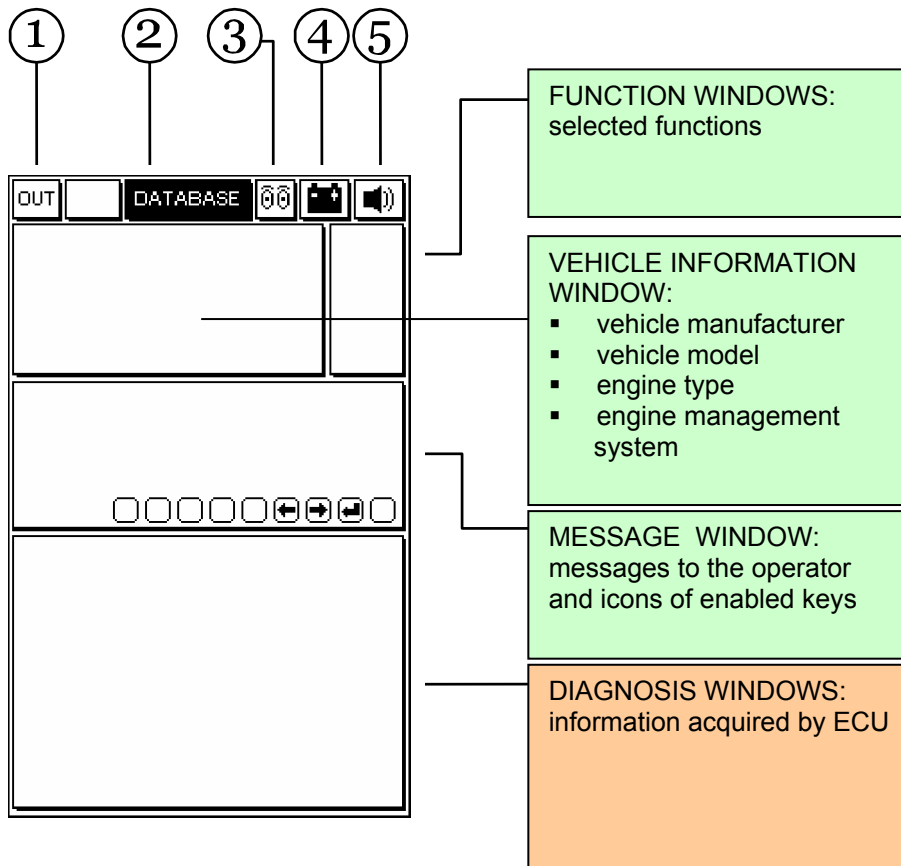 1 2 3 4 5
OUT DATABASE
FUNCTION WINDOWS:
selected functions
VEHICLE INFORMATION
WINDOW:
▪ vehicle manufacturer
▪ vehicle model
▪ engine type
▪ engine management
system
MESSAGE WINDOW:
messages to the operator
and icons of enabled keys
DIAGNOSIS WINDOWS:
information acquired by ECU